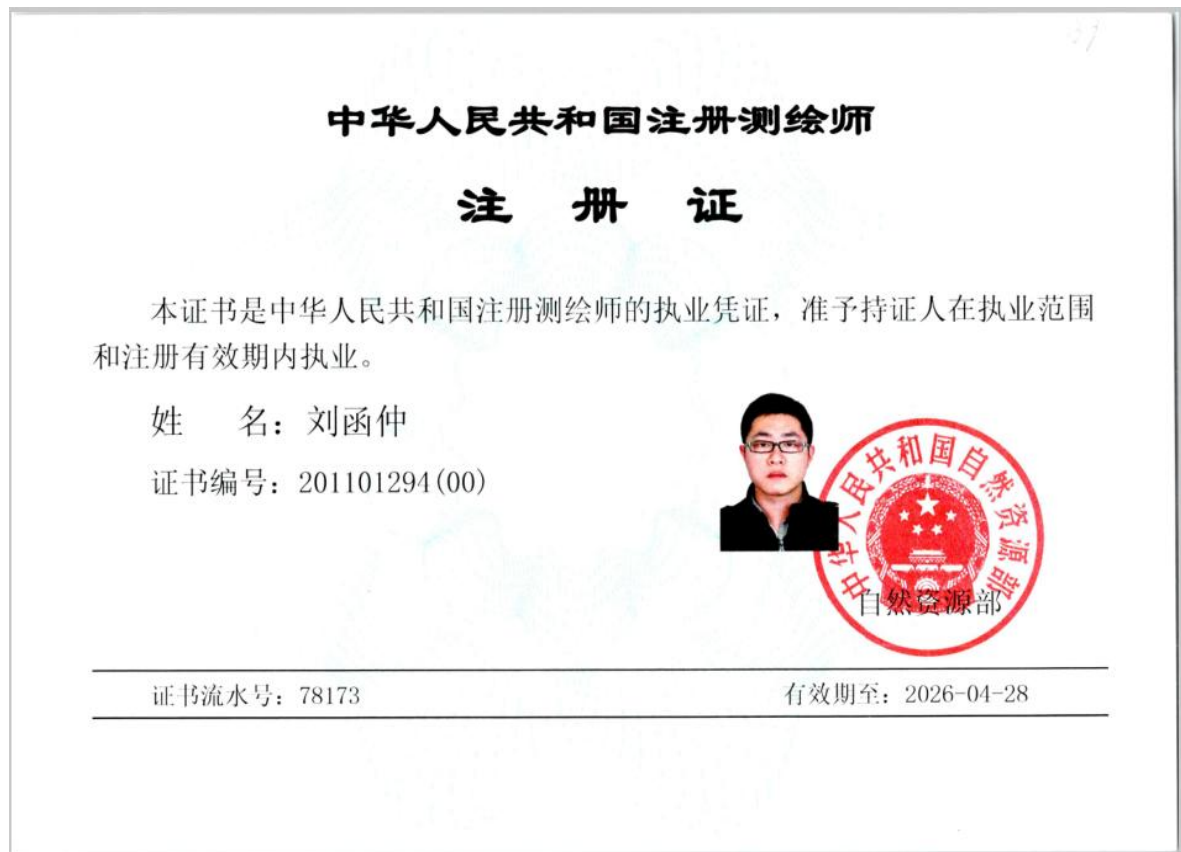 中华人民共和国注册测绘师
注 册 证
本证书是中华人民共和国注册测绘师的执业凭证，准予持证人在执业范围
和注册有效期内执业。
姓 名：刘函仲
证书编号：201101294(00)
中华人民共和国自然资源部
自然资源部
证书流水号：78173
有效期至：2026-04-28